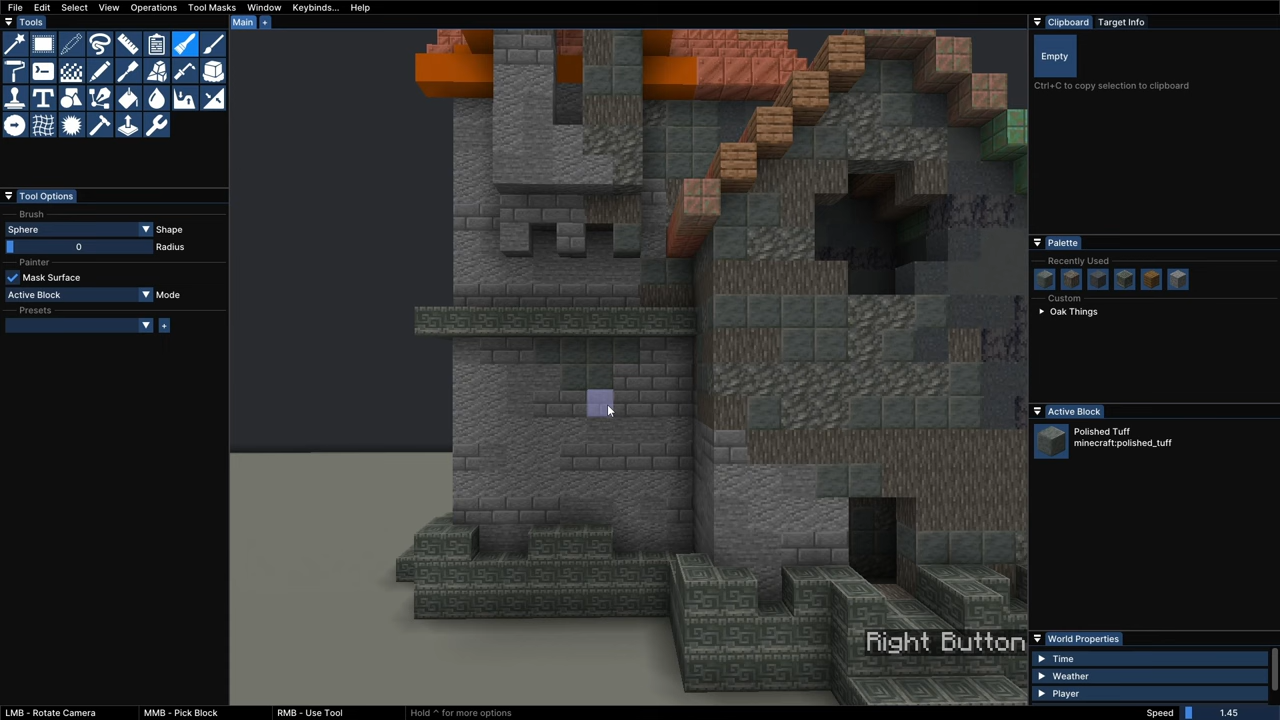 File Edit Select View Operations Tool Masks Window Keybinds... Help
Tools
Main +
Clipboard Target Info
Empty
Ctrl+C to copy selection to clipboard
Tool Options
Brush
Sphere Shape
0 Radius
Painter
Mask Surface
Active Block Mode
Presets
+
Palette
Recently Used
Custom
Oak Things
Active Block
Polished Tuff
minecraft:polished_tuff
Right Button
World Properties
Time
Weather
Player
LMB - Rotate Camera MMB - Pick Block RMB - Use Tool Hold ^ for more options Speed 1.45